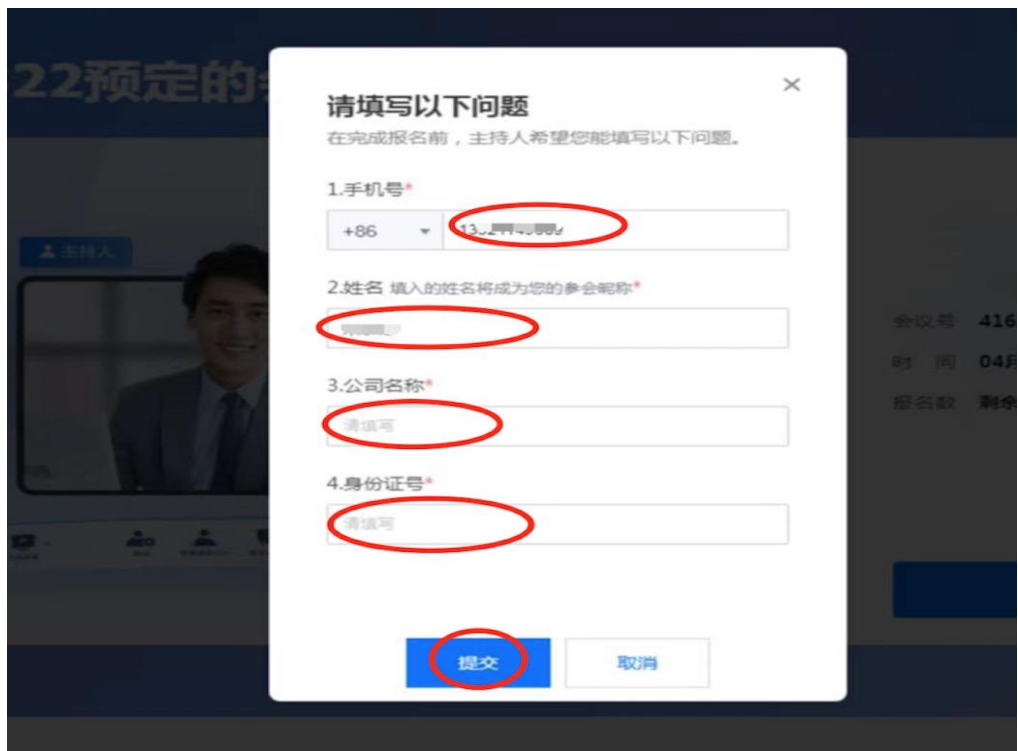 22预定的
请填写以下问题
在完成报名前，主持人希望您能填写以下问题。
1.手机号*
+86
2.姓名 填入的姓名将成为您的参会昵称*
3.公司名称*
请填写
4.身份证号*
请填写
提交 取消
主持人
会议号 416
时 间 04月
报名数 剩余